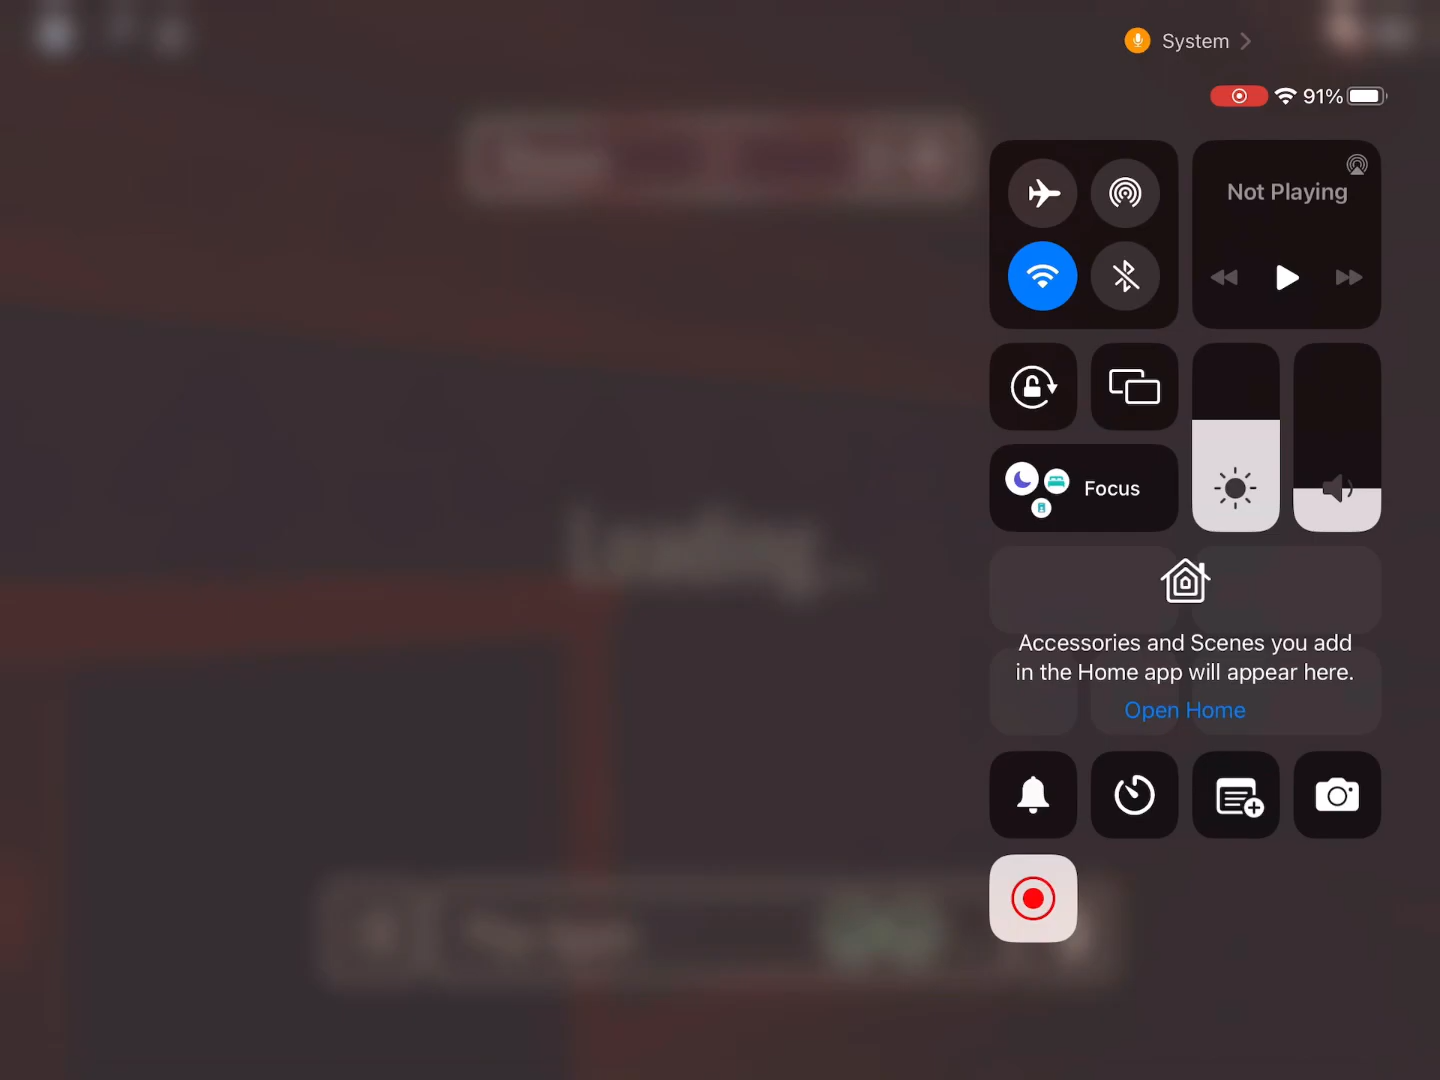 System
91%
Not Playing
Focus
Accessories and Scenes you add
in the Home app will appear here.
Open Home
Loading...